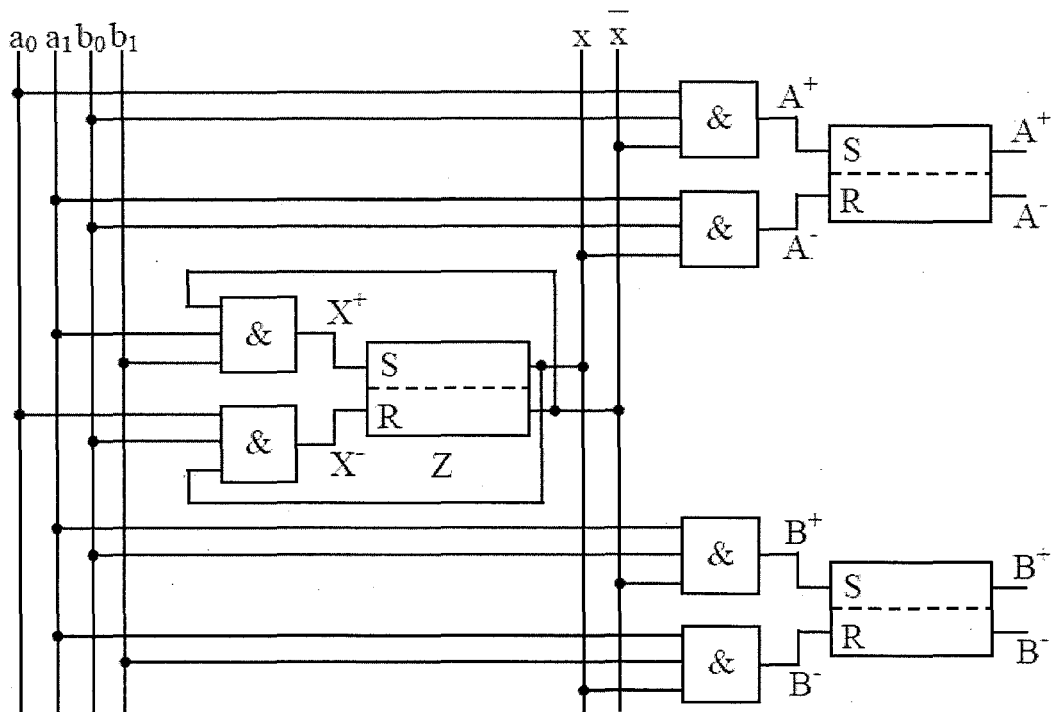 a₀ a₁ b₀ b₁ x x̅
& A⁺
S A⁺
R A⁻
& A⁻
& X⁺
S
R
& X⁻
Z
& B⁺
S B⁺
R B⁻
& B⁻